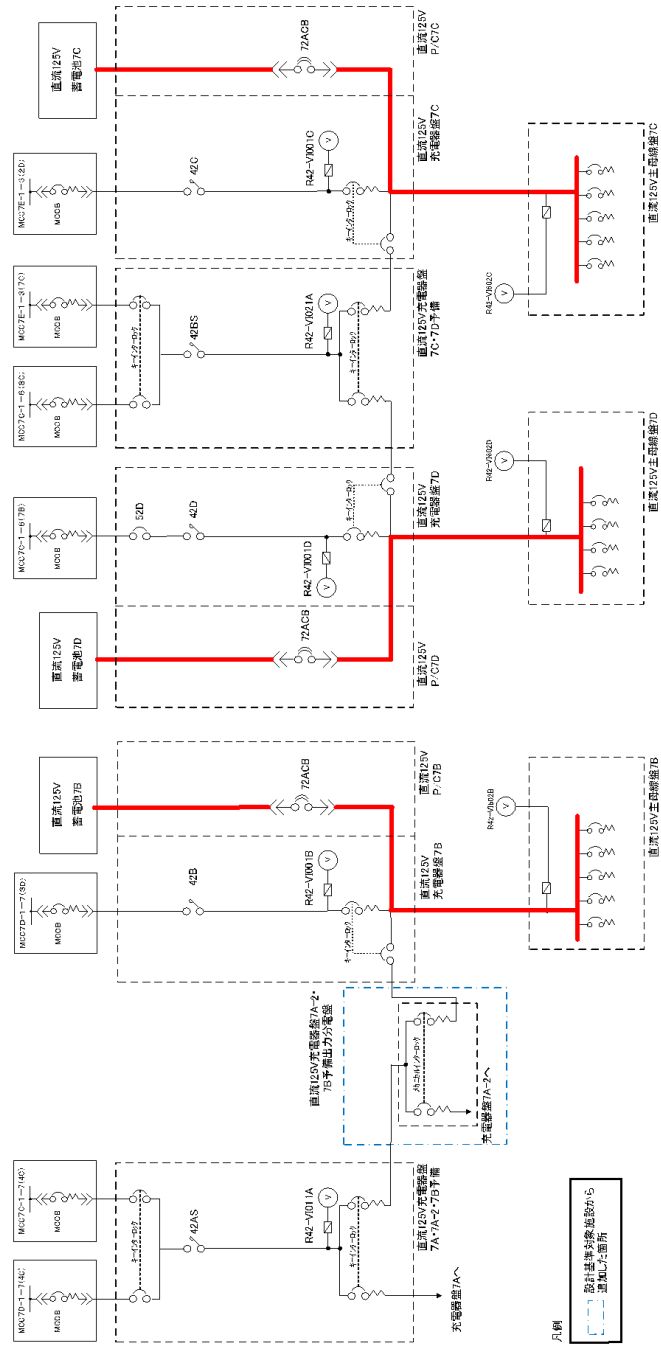 MCC7D-1-7(4C)
MCCB
MCC7C-1-7(4C)
MCCB
キーインターロック
42AS
R42-VI011A
V
キーインターロック
直流125V充電器盤
7A・7A-2・7B予備
充電器盤7Aへ
直流125V充電器盤7A-2・
7B予備出力分電盤
メカニカルインターロック
充電器盤7A-2へ
MCCB
42B
R42-VI001B
V
キーインターロック
直流125V
充電器盤7B
直流125V
蓄電池7B
72ACB
直流125V
P/C7B
R42-VI602B
V
直流125V主母線盤7B
直流125V
蓄電池7D
72ACB
直流125V
P/C7D
MCC7C-1-6(7B)
MCCB
52D
42D
R42-VI001D
V
キーインターロック
直流125V
充電器盤7D
R42-VI602D
V
直流125V主母線盤7D
MCC7C-1-6(8C)
MCCB
MCC7E-1-3(7C)
MCCB
キーインターロック
42BS
R42-VI021A
V
キーインターロック
直流125V充電器盤
7C・7D予備
MCC7E-1-3(2D)
MCCB
42C
R42-VI001C
V
キーインターロック
直流125V
充電器盤7C
直流125V
蓄電池7C
72ACB
直流125V
P/C7C
R42-VI602C
V
直流125V主母線盤7C
凡例
設計基準対象施設から
追加した箇所